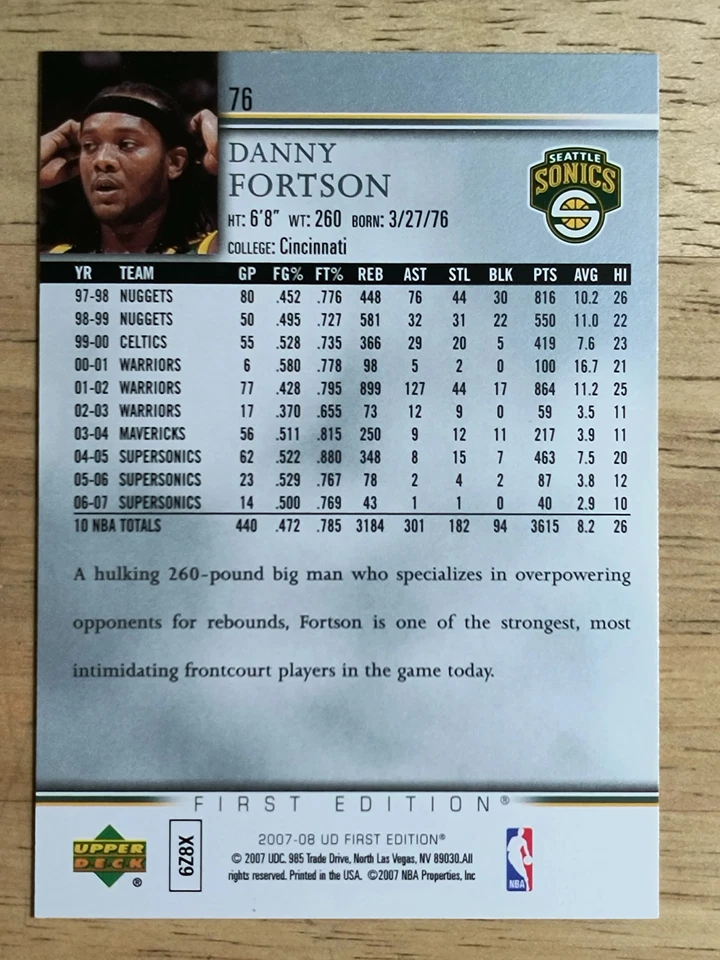 76
DANNY
FORTSON
HT: 6'8" WT: 260 BORN: 3/27/76
COLLEGE: Cincinnati
SEATTLE
SONICS
YR TEAM GP FG% FT% REB AST STL BLK PTS AVG HI
97-98 NUGGETS 80 .452 .776 448 76 44 30 816 10.2 26
98-99 NUGGETS 50 .495 .727 581 32 31 22 550 11.0 22
99-00 CELTICS 55 .528 .735 366 29 20 5 419 7.6 23
00-01 WARRIORS 6 .580 .778 98 5 2 0 100 16.7 21
01-02 WARRIORS 77 .428 .795 899 127 44 17 864 11.2 25
02-03 WARRIORS 17 .370 .655 73 12 9 0 59 3.5 11
03-04 MAVERICKS 56 .511 .815 250 9 12 11 217 3.9 11
04-05 SUPERSONICS 62 .522 .880 348 8 15 7 463 7.5 20
05-06 SUPERSONICS 23 .529 .767 78 2 4 2 87 3.8 12
06-07 SUPERSONICS 14 .500 .769 43 1 1 0 40 2.9 10
10 NBA TOTALS 440 .472 .785 3184 301 182 94 3615 8.2 26
A hulking 260-pound big man who specializes in overpowering
opponents for rebounds, Fortson is one of the strongest, most
intimidating frontcourt players in the game today.
FIRST EDITION®
UPPER
DECK®
X8Z9
2007-08 UD FIRST EDITION®
© 2007 UDC. 985 Trade Drive, North Las Vegas, NV 89030.All
rights reserved. Printed in the USA. ©2007 NBA Properties, Inc
NBA